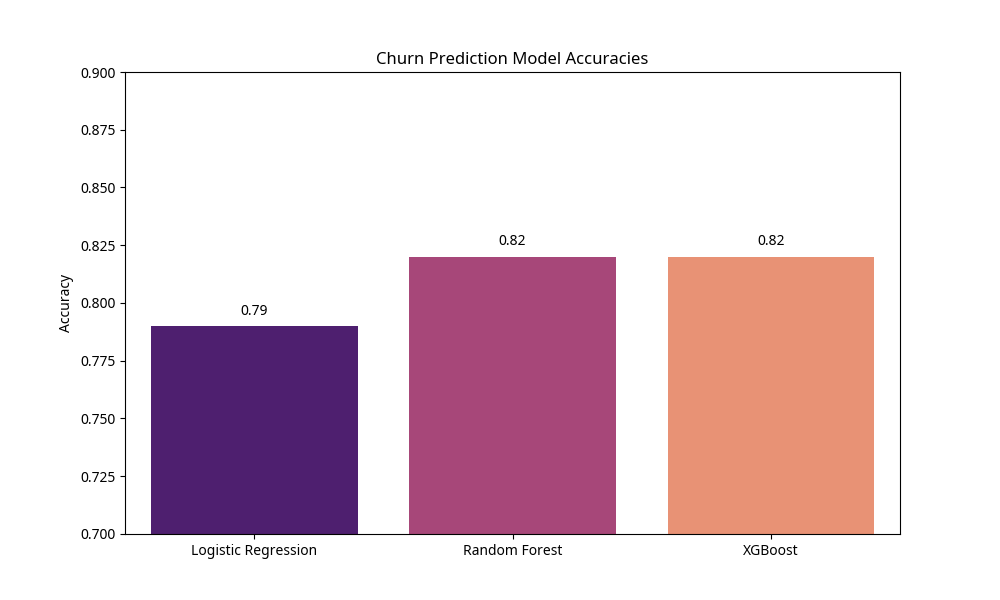 Churn Prediction Model Accuracies
0.900
0.875
0.850
0.825
0.800
0.775
0.750
0.725
0.700
Accuracy
0.79
0.82
0.82
Logistic Regression
Random Forest
XGBoost